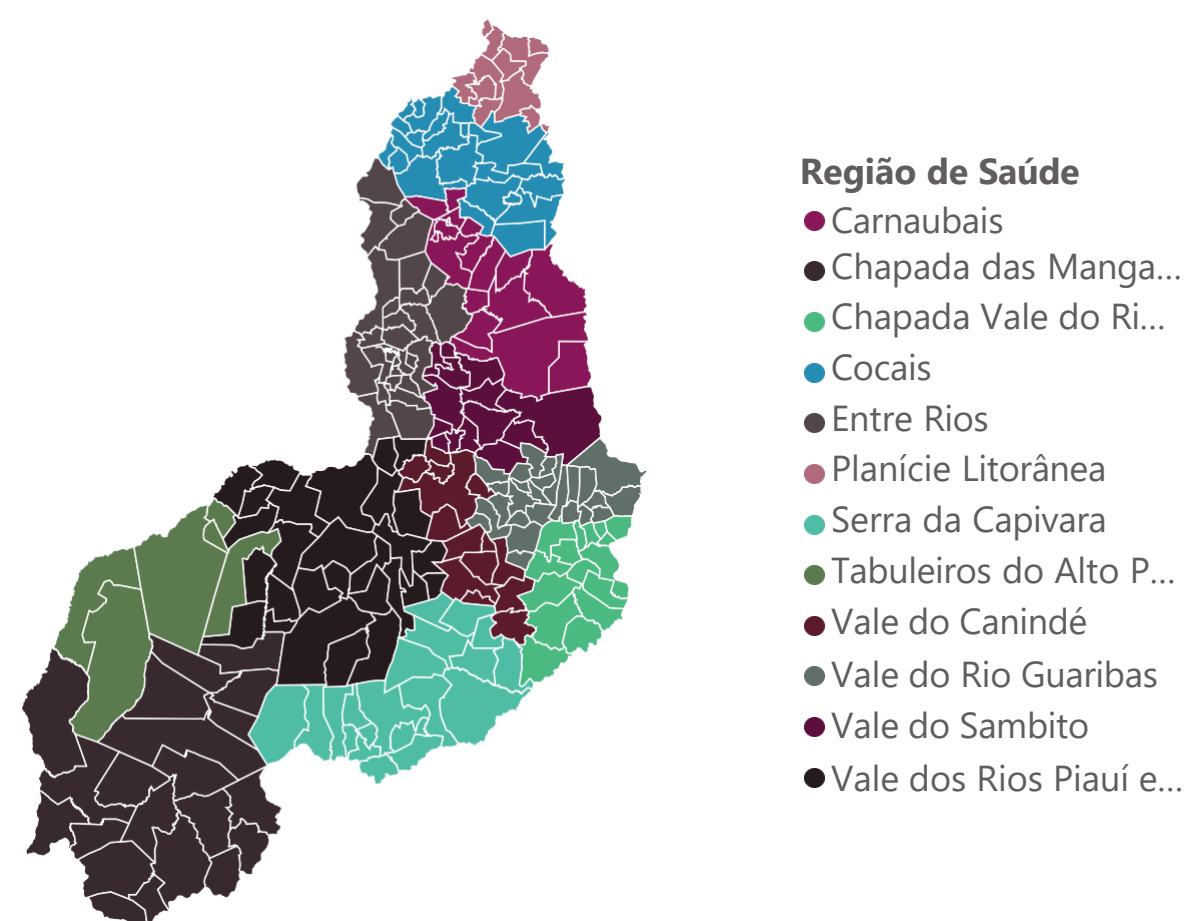 Região de Saúde
Carnaubais
Chapada das Manga...
Chapada Vale do Ri...
Cocais
Entre Rios
Planície Litorânea
Serra da Capivara
Tabuleiros do Alto P...
Vale do Canindé
Vale do Rio Guaribas
Vale do Sambito
Vale dos Rios Piauí e...